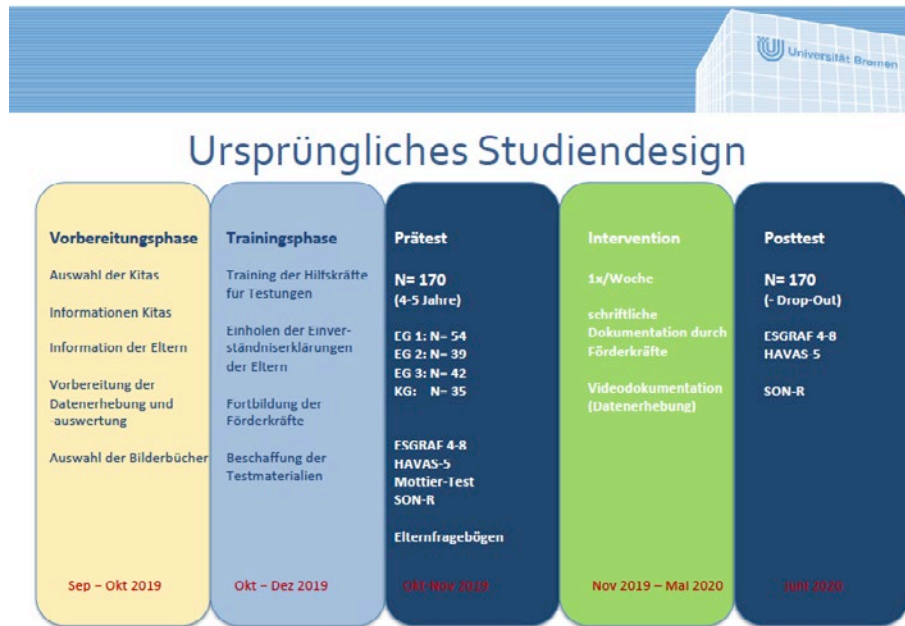 Universität Bremen
Ursprüngliches Studiendesign
Vorbereitungsphase
Auswahl der Kitas
Informationen Kitas
Information der Eltern
Vorbereitung der
Datenerhebung und
-auswertung
Auswahl der Bilderbücher
Sep – Okt 2019
Trainingsphase
Training der Hilfskräfte
für Testungen
Einholen der Einver-
ständniserklärungen
der Eltern
Fortbildung der
Förderkräfte
Beschaffung der
Testmaterialien
Okt – Dez 2019
Prätest
N= 170
(4-5 Jahre)
EG 1: N= 54
EG 2: N= 39
EG 3: N= 42
KG: N= 35
ESGRAF 4-8
HAVAS-5
Mottier-Test
SON-R
Elternfragebögen
Okt-Nov 2019
Intervention
1x/Woche
schriftliche
Dokumentation durch
Förderkräfte
Videodokumentation
(Datenerhebung)
Nov 2019 – Mai 2020
Posttest
N= 170
(- Drop-Out)
ESGRAF 4-8
HAVAS-5
SON-R
Juni 2020